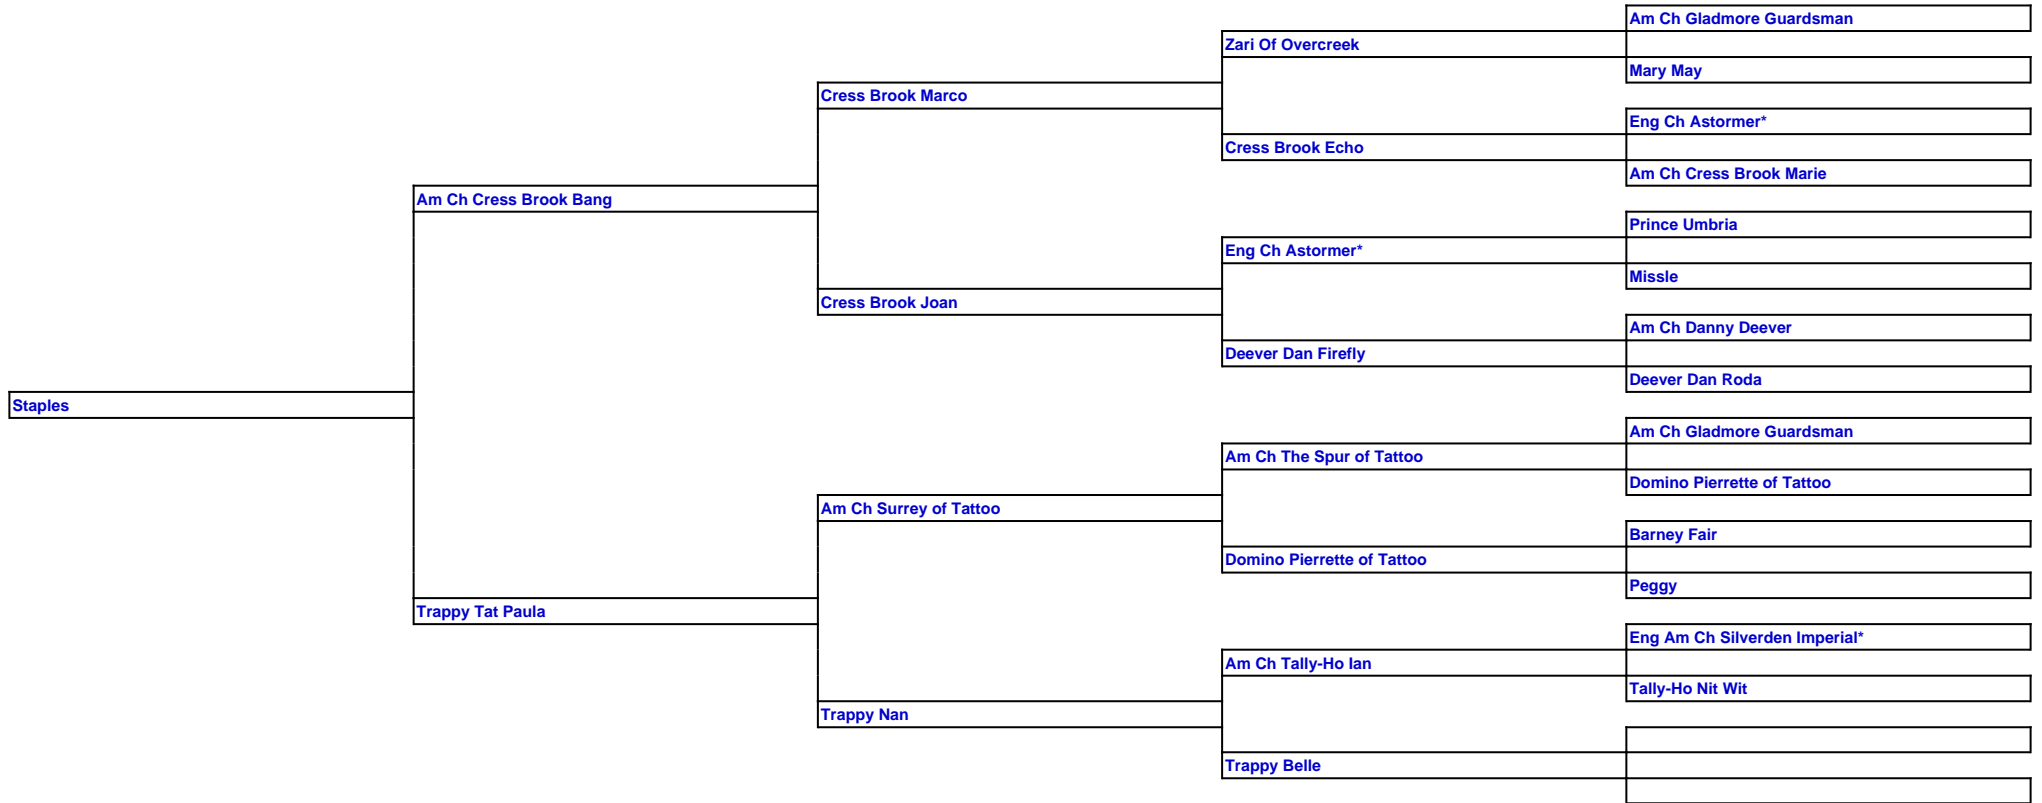 Am Ch Gladmore Guardsman
Zari Of Overcreek
Mary May
Cress Brook Marco
Eng Ch Astormer*
Cress Brook Echo
Am Ch Cress Brook Marie
Am Ch Cress Brook Bang
Prince Umbria
Eng Ch Astormer*
Missle
Cress Brook Joan
Am Ch Danny Deever
Deever Dan Firefly
Deever Dan Roda
Staples
Am Ch Gladmore Guardsman
Am Ch The Spur of Tattoo
Domino Pierrette of Tattoo
Am Ch Surrey of Tattoo
Barney Fair
Domino Pierrette of Tattoo
Peggy
Trappy Tat Paula
Eng Am Ch Silverden Imperial*
Am Ch Tally-Ho Ian
Tally-Ho Nit Wit
Trappy Nan
Trappy Belle